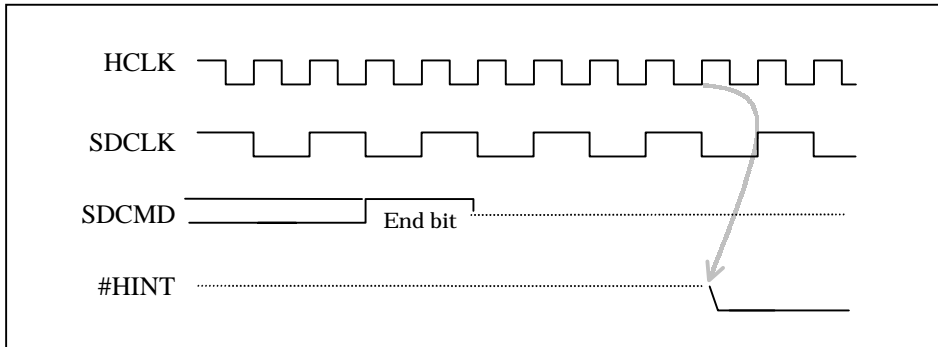 HCLK
SDCLK
SDCMD
End bit
#HINT